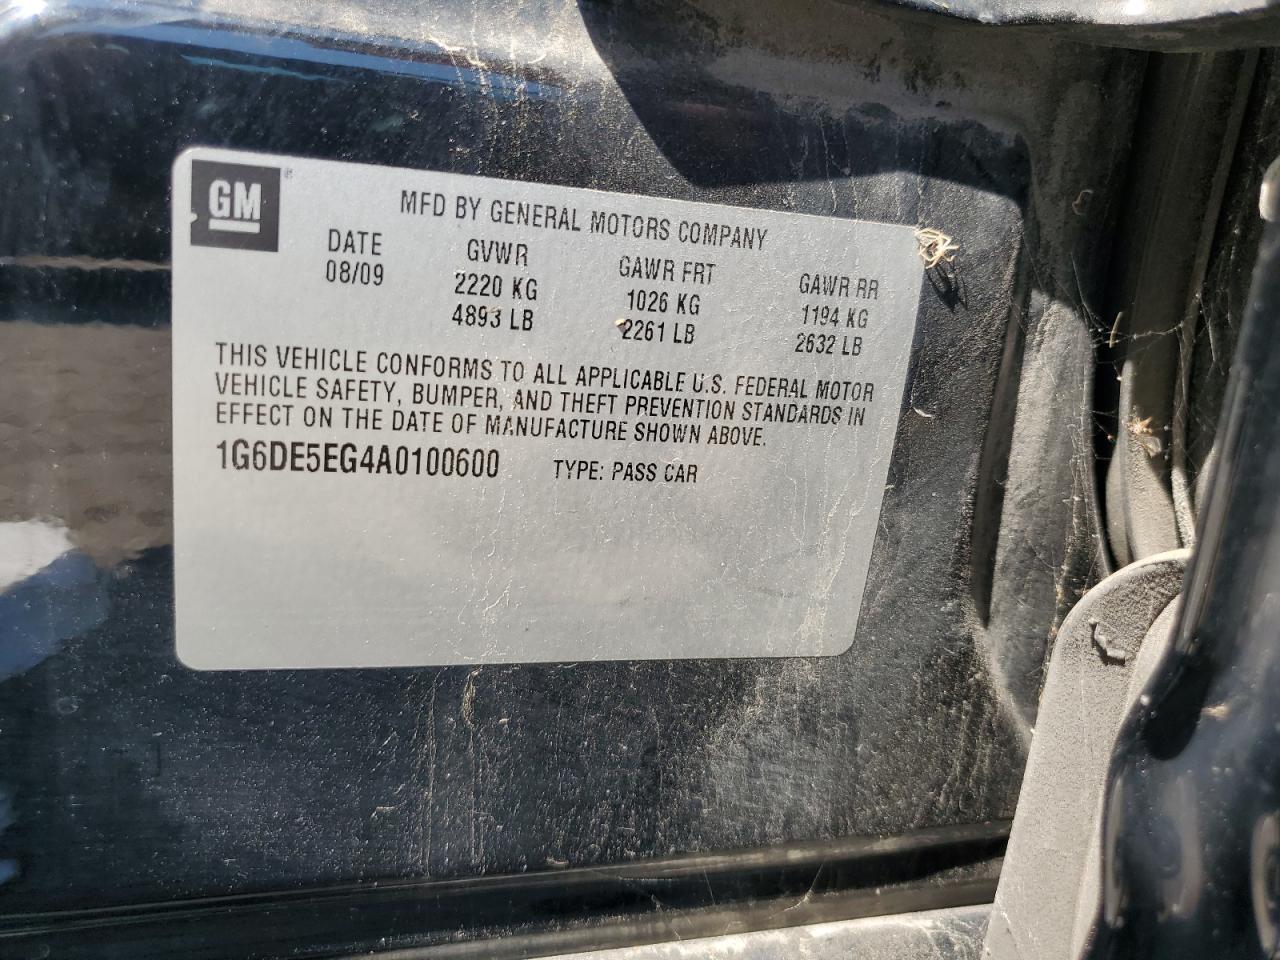 GM ®
MFD BY GENERAL MOTORS COMPANY
DATE GVWR GAWR FRT GAWR RR
08/09 2220 KG 1026 KG 1194 KG
4893 LB 2261 LB 2632 LB
THIS VEHICLE CONFORMS TO ALL APPLICABLE U.S. FEDERAL MOTOR
VEHICLE SAFETY, BUMPER, AND THEFT PREVENTION STANDARDS IN
EFFECT ON THE DATE OF MANUFACTURE SHOWN ABOVE.
1G6DE5EG4A0100600 TYPE: PASS CAR